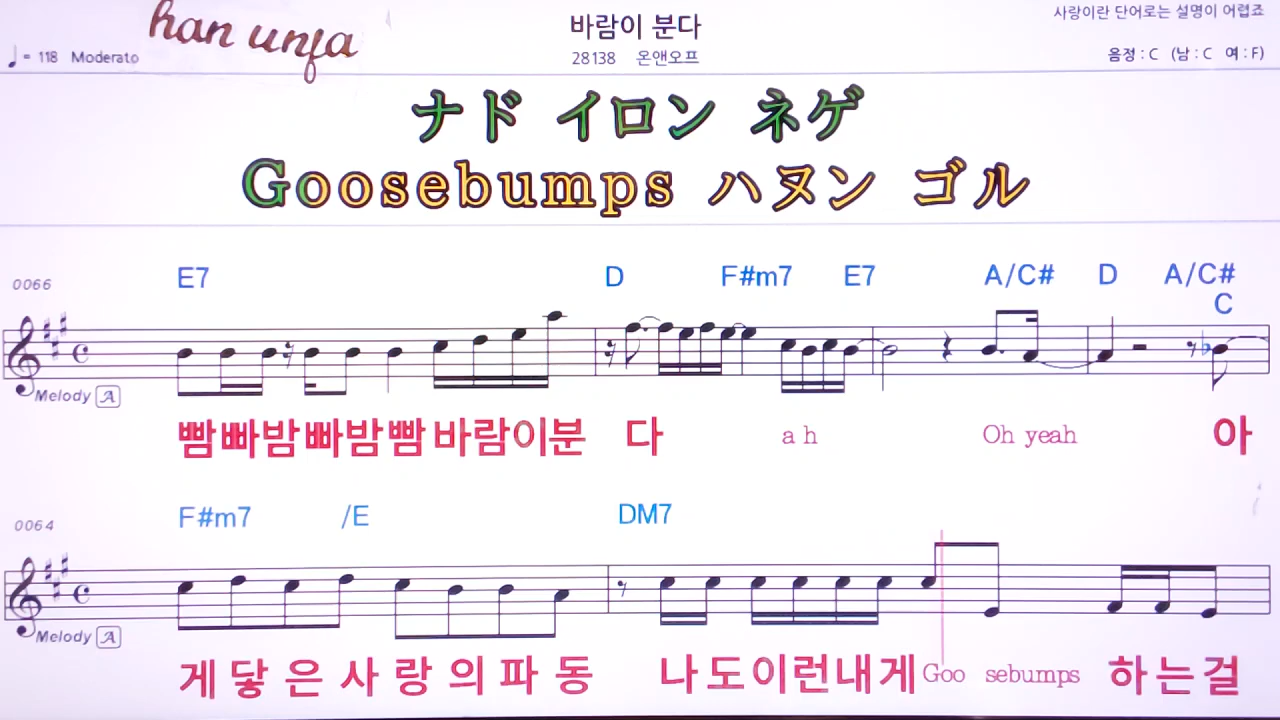 han unja
바람이 분다
사랑이란 단어로는 설명이 어렵죠
♩= 118 Moderato
28138 온앤오프
음정 : C (남 : C 여 : F)
ナド イロン ネゲ
Goosebumps ハヌン ゴル
0066
E7 D F#m7 E7 A/C# D A/C#
C
Melody A
빰빠밤빠밤빰 바람이분 다 ah Oh yeah 아
0064
F#m7 /E DM7
Melody A
게 닿 은 사 랑 의 파 동 나도이런내게 Goo sebumps 하는걸